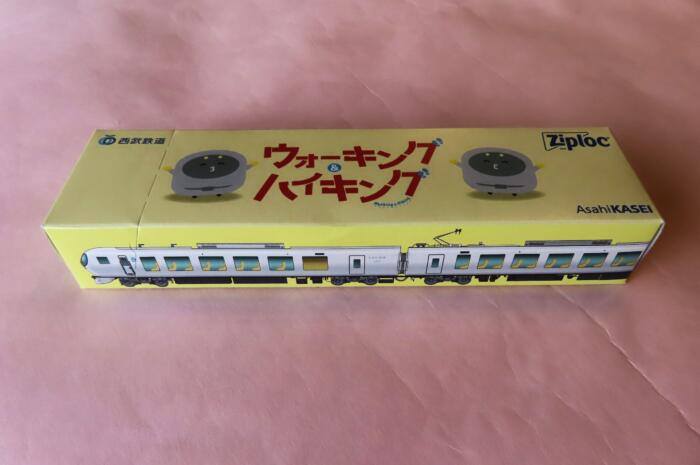 西武鉄道
ウォーキング
&
ハイキング
Ziploc
AsahiKASEI